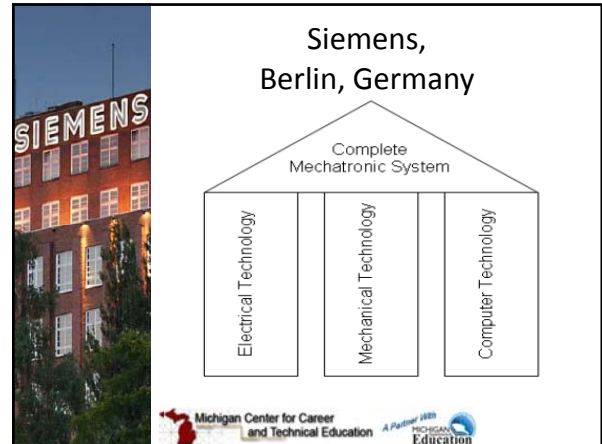 SIEMENS
Siemens,
Berlin, Germany
Complete
Mechatronic System
Electrical Technology
Mechanical Technology
Computer Technology
Michigan Center for Career
and Technical Education
A Partner With
MICHIGAN
Education